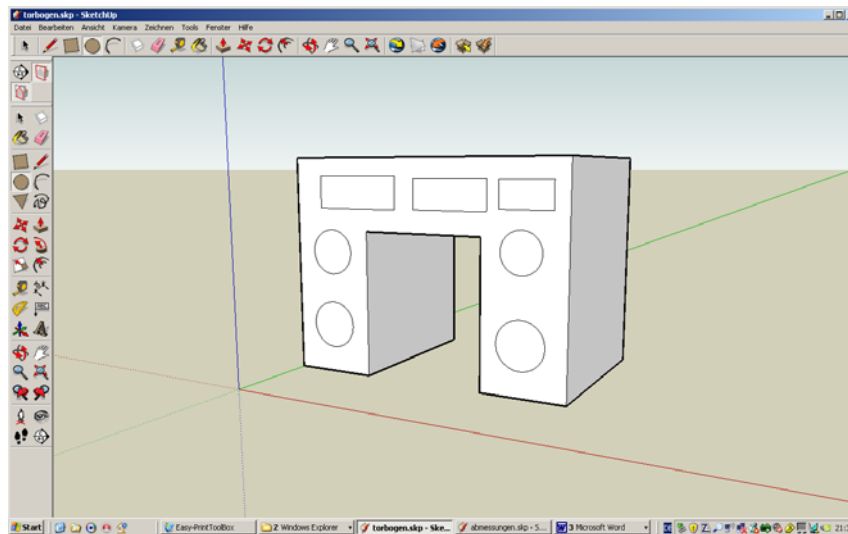 torbogen.skp - SketchUp
Datei Bearbeiten Ansicht Kamera Zeichnen Tools Fenster Hilfe
Start Easy-PrintToolBox 2 Windows Explorer torbogen.skp - Ske... abmessungen.skp - S... 3 Microsoft Word